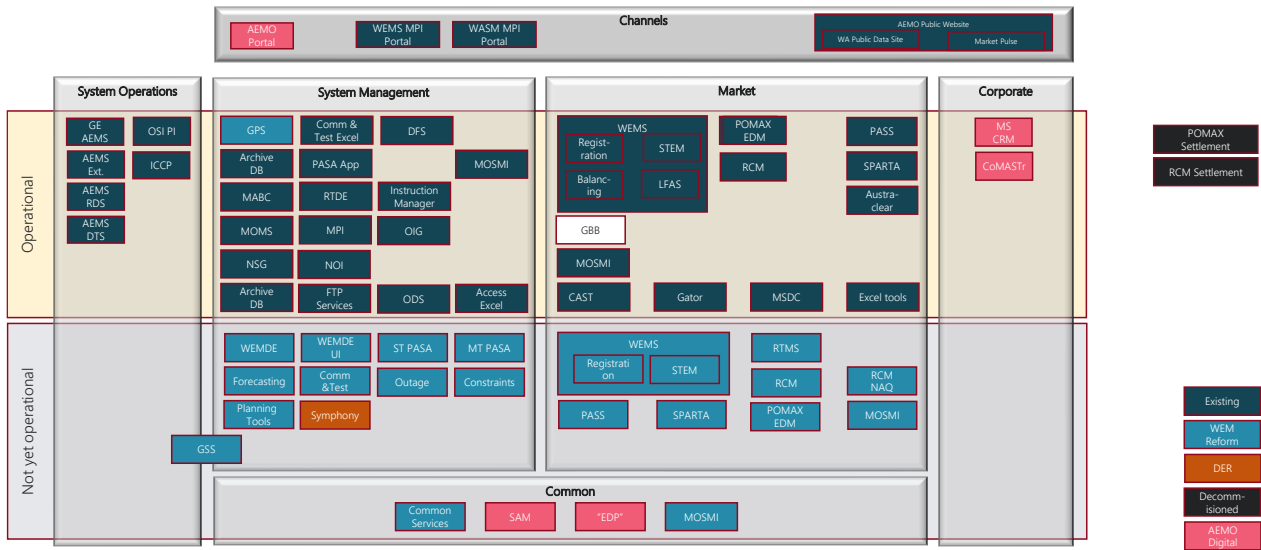 Channels
AEMO
Portal
WEMS MPI
Portal
WASM MPI
Portal
AEMO Public Website
WA Public Data Site
Market Pulse
System Operations
System Management
Market
Corporate
Operational
GE
AEMS
OSI PI
AEMS
Ext.
ICCP
AEMS
RDS
AEMS
DTS
GPS
Comm &
Test Excel
DFS
Archive
DB
PASA App
MOSMI
MABC
RTDE
Instruction
Manager
MOMS
MPI
OIG
NSG
NOI
Archive
DB
FTP
Services
ODS
Access
Excel
WEMS
Regist-
ration
STEM
Balanc-
ing
LFAS
POMAX
EDM
RCM
PASS
SPARTA
Austra-
clear
GBB
MOSMI
CAST
Gator
MSDC
Excel tools
MS
CRM
CoMASTr
POMAX
Settlement
RCM Settlement
Not yet operational
WEMDE
WEMDE
UI
ST PASA
MT PASA
Forecasting
Comm
&Test
Outage
Constraints
Planning
Tools
Symphony
GSS
WEMS
Registrati
on
STEM
RTMS
RCM
RCM
NAQ
PASS
SPARTA
POMAX
EDM
MOSMI
Common
Common
Services
SAM
"EDP"
MOSMI
Existing
WEM
Reform
DER
Decomm-
isioned
AEMO
Digital